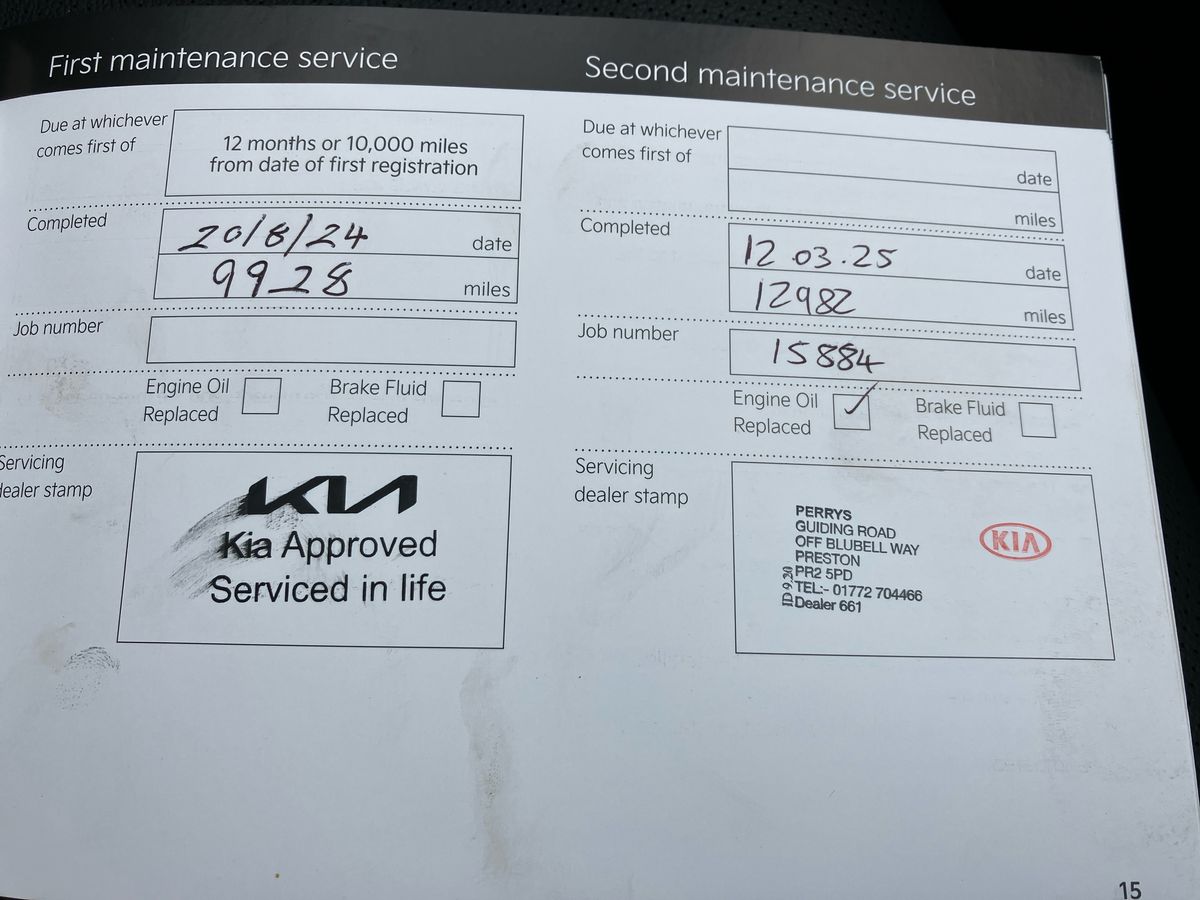 First maintenance service
Due at whichever
comes first of
12 months or 10,000 miles
from date of first registration
Completed
20/8/24 date
9928 miles
Job number
Engine Oil
Replaced
Brake Fluid
Replaced
Servicing
dealer stamp
KIA
Kia Approved
Serviced in life
Second maintenance service
Due at whichever
comes first of
date
miles
Completed
12.03.25 date
12982 miles
Job number
15884
Engine Oil
Replaced
Brake Fluid
Replaced
Servicing
dealer stamp
PERRYS
GUIDING ROAD
OFF BLUBELL WAY
PRESTON
PR2 5PD
TEL:- 01772 704466
Dealer 661
KIA
15